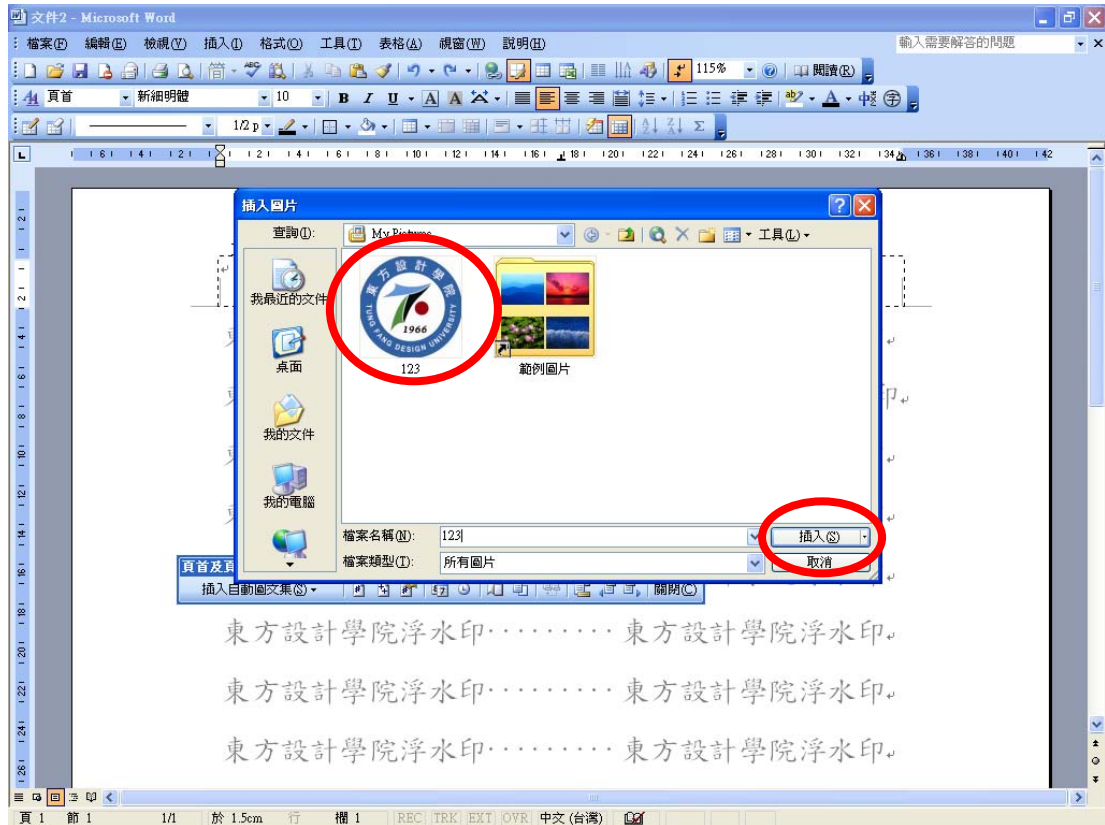 文件2 - Microsoft Word
檔案(F) 編輯(E) 檢視(V) 插入(I) 格式(O) 工具(T) 表格(A) 視窗(W) 說明(H) 輸入需要解答的問題
115% 閱讀(R)
頁首 新細明體 10 B I U A A
1/2 p
插入圖片
查詢(I): My Pictures 工具(L)
我最近的文件
桌面
我的文件
我的電腦
東方設計學院
TUNG FANG DESIGN UNIVERSITY
1966
123 範例圖片
檔案名稱(N): 123 插入(S)
檔案類型(T): 所有圖片 取消
頁首及頁
插入自動圖文集(S) 關閉(C)
東方設計學院浮水印·········東方設計學院浮水印
東方設計學院浮水印·········東方設計學院浮水印
東方設計學院浮水印·········東方設計學院浮水印
頁 1 節 1 1/1 於 1.5cm 行 欄 1 REC TRK EXT OVR 中文 (台灣)